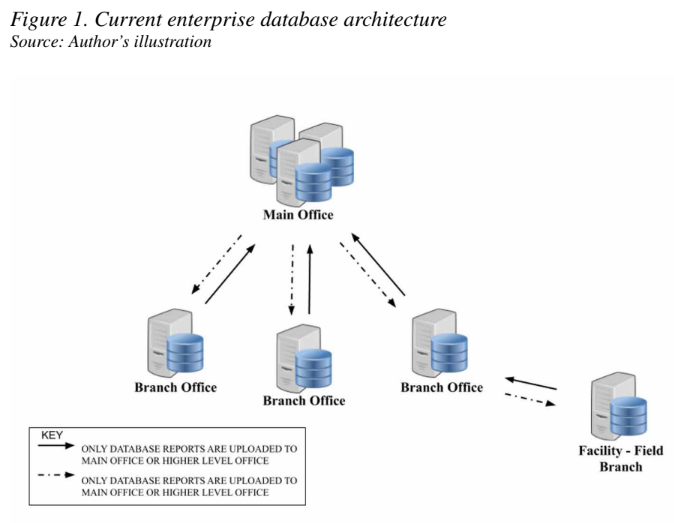 Figure 1. Current enterprise database architecture
Source: Author's illustration
Main Office
Branch Office
Branch Office
Branch Office
Facility - Field
Branch
KEY
ONLY DATABASE REPORTS ARE UPLOADED TO
MAIN OFFICE OR HIGHER LEVEL OFFICE
ONLY DATABASE REPORTS ARE UPLOADED TO
MAIN OFFICE OR HIGHER LEVEL OFFICE